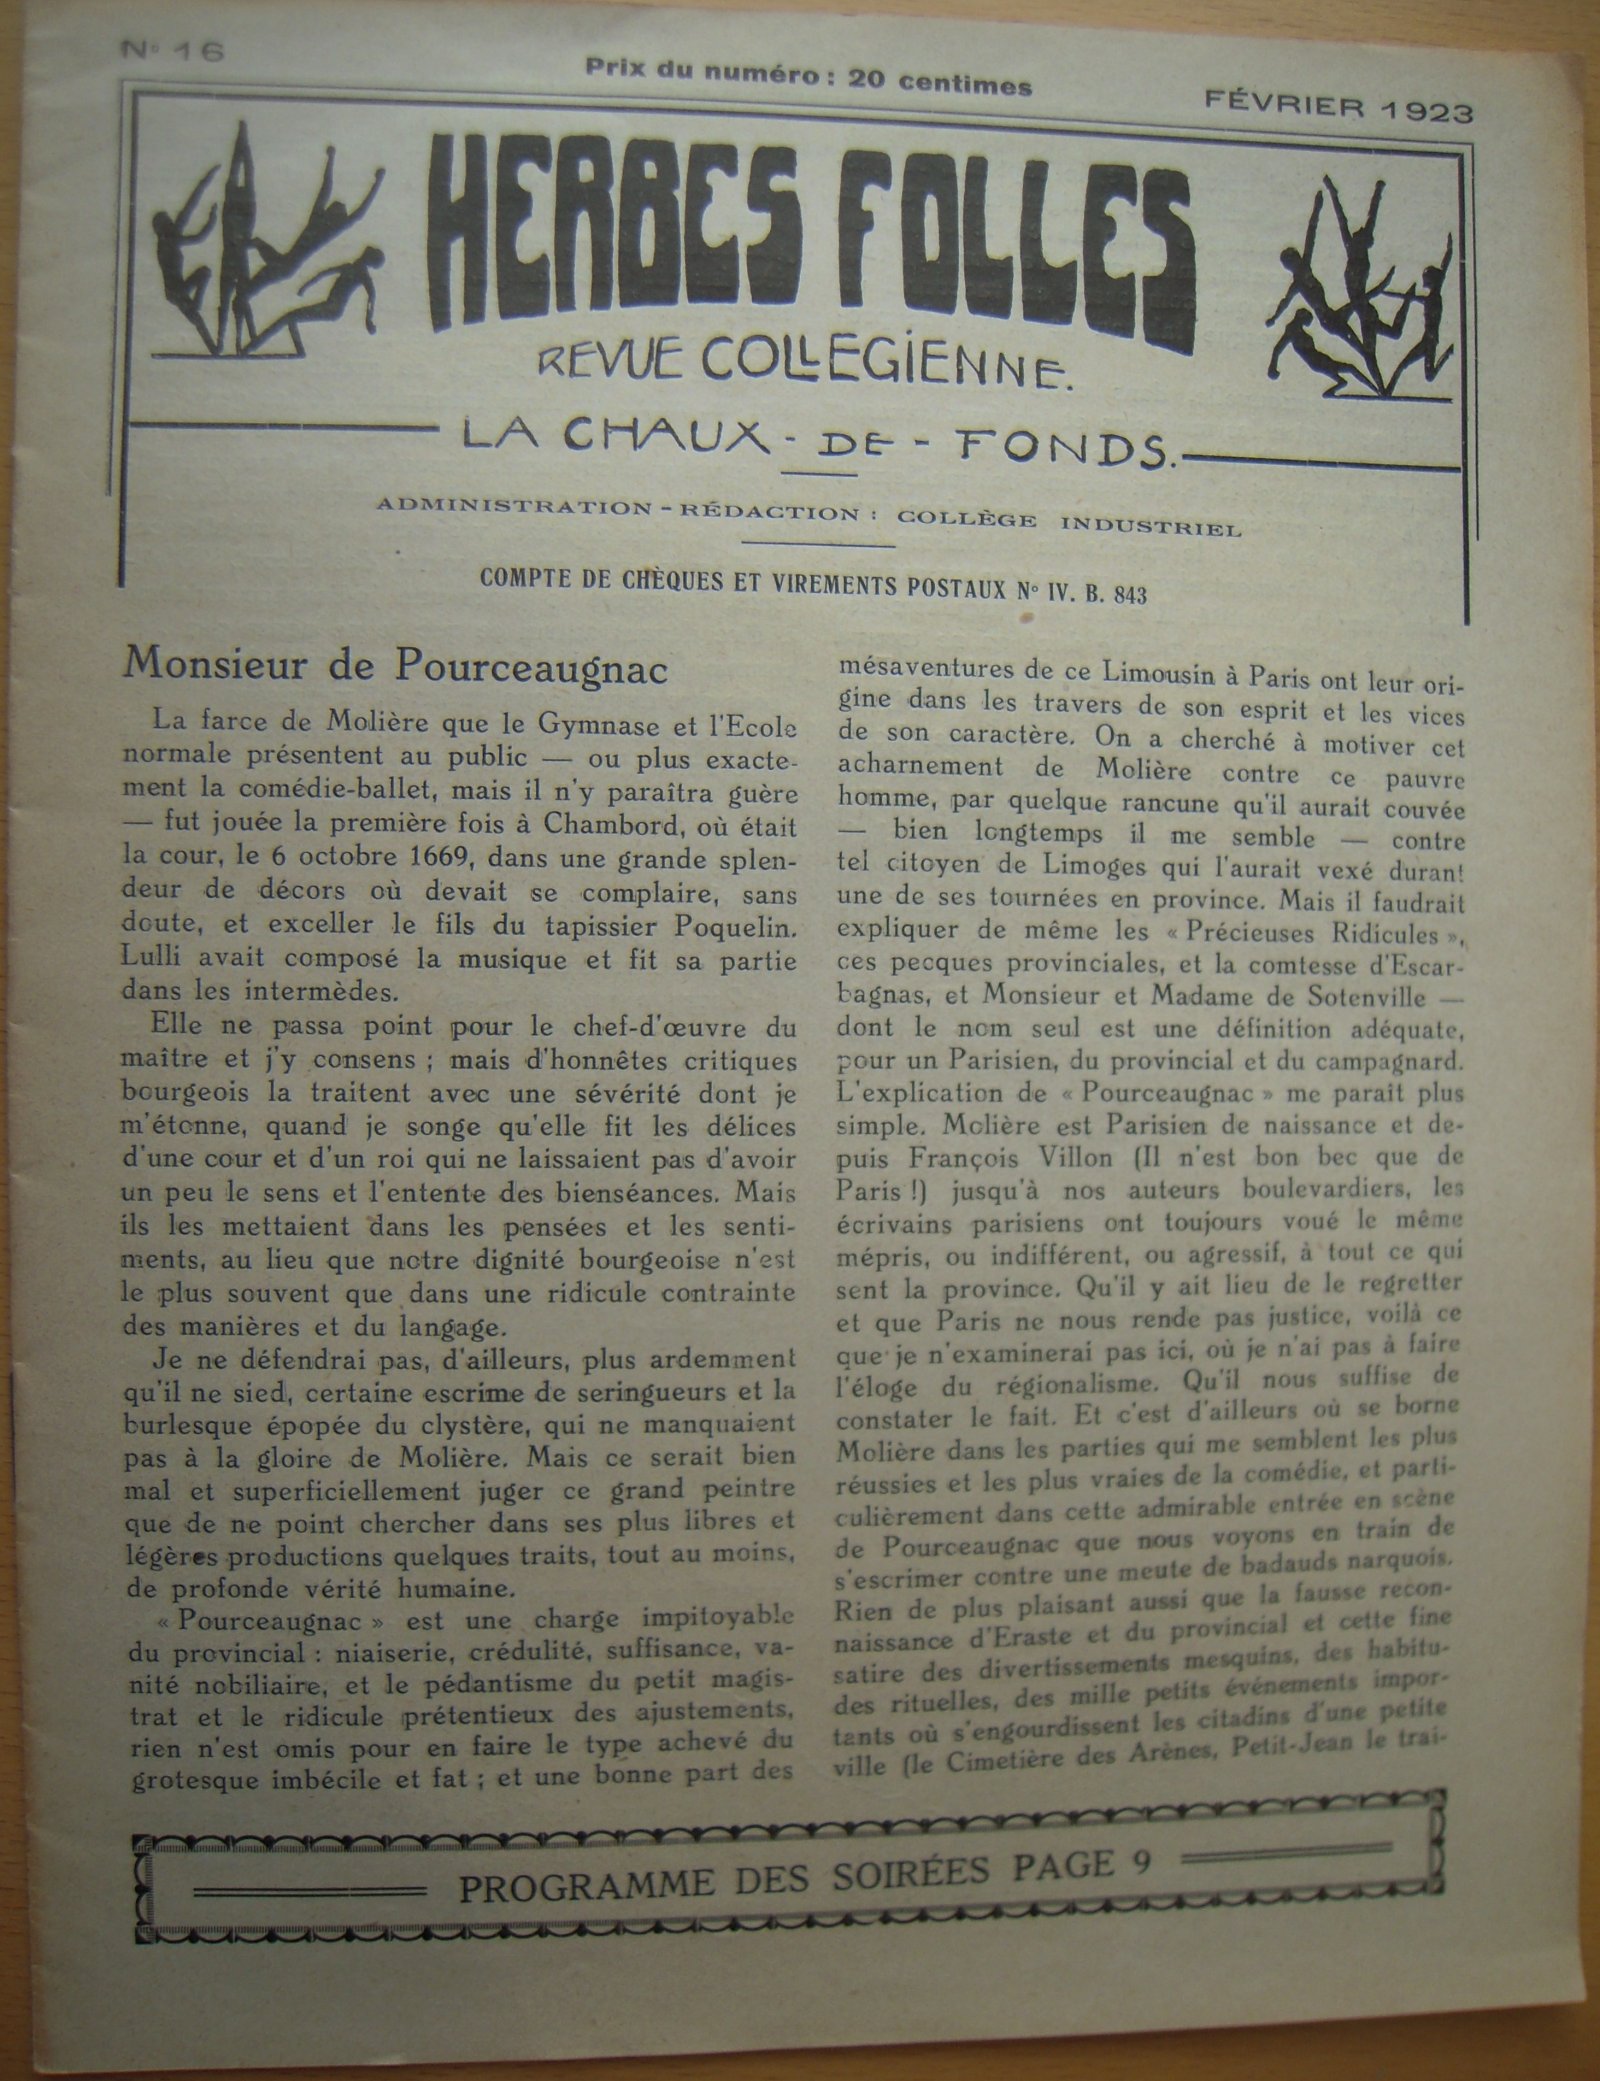 N° 16
Prix du numéro : 20 centimes
FÉVRIER 1923
HERBES FOLLES
REVUE COLLEGiENNE.
LA CHAUX - DE - FONDS.
ADMINISTRATION - RÉDACTION : COLLÈGE INDUSTRIEL
COMPTE DE CHÈQUES ET VIREMENTS POSTAUX N° IV. B. 843
Monsieur de Pourceaugnac
La farce de Molière que le Gymnase et l'Ecole
normale présentent au public — ou plus exacte-
ment la comédie-ballet, mais il n'y paraîtra guère
— fut jouée la première fois à Chambord, où était
la cour, le 6 octobre 1669, dans une grande splen-
deur de décors où devait se complaire, sans
doute, et exceller le fils du tapissier Poquelin.
Lulli avait composé la musique et fit sa partie
dans les intermèdes.
Elle ne passa point pour le chef-d'œuvre du
maître et j'y consens ; mais d'honnêtes critiques
bourgeois la traitent avec une sévérité dont je
m'étonne, quand je songe qu'elle fit les délices
d'une cour et d'un roi qui ne laissaient pas d'avoir
un peu le sens et l'entente des bienséances. Mais
ils les mettaient dans les pensées et les senti-
ments, au lieu que notre dignité bourgeoise n'est
le plus souvent que dans une ridicule contrainte
des manières et du langage.
Je ne défendrai pas, d'ailleurs, plus ardemment
qu'il ne sied, certaine escrime de seringueurs et la
burlesque épopée du clystère, qui ne manquaient
pas à la gloire de Molière. Mais ce serait bien
mal et superficiellement juger ce grand peintre
que de ne point chercher dans ses plus libres et
légères productions quelques traits, tout au moins,
de profonde vérité humaine.
« Pourceaugnac » est une charge impitoyable
du provincial : niaiserie, crédulité, suffisance, va-
nité nobiliaire, et le pédantisme du petit magis-
trat et le ridicule prétentieux des ajustements,
rien n'est omis pour en faire le type achevé du
grotesque imbécile et fat ; et une bonne part des
mésaventures de ce Limousin à Paris ont leur ori-
gine dans les travers de son esprit et les vices
de son caractère. On a cherché à motiver cet
acharnement de Molière contre ce pauvre
homme, par quelque rancune qu'il aurait couvée
— bien longtemps il me semble — contre
tel citoyen de Limoges qui l'aurait vexé durant
une de ses tournées en province. Mais il faudrait
expliquer de même les « Précieuses Ridicules »,
ces pecques provinciales, et la comtesse d'Escar-
bagnas, et Monsieur et Madame de Sotenville —
dont le nom seul est une définition adéquate,
pour un Parisien, du provincial et du campagnard.
L'explication de « Pourceaugnac » me paraît plus
simple. Molière est Parisien de naissance et de-
puis François Villon (Il n'est bon bec que de
Paris !) jusqu'à nos auteurs boulevardiers, les
écrivains parisiens ont toujours voué le même
mépris, ou indifférent, ou agressif, à tout ce qui
sent la province. Qu'il y ait lieu de le regretter
et que Paris ne nous rende pas justice, voilà ce
que je n'examinerai pas ici, où je n'ai pas à faire
l'éloge du régionalisme. Qu'il nous suffise de
constater le fait. Et c'est d'ailleurs où se borne
Molière dans les parties qui me semblent les plus
réussies et les plus vraies de la comédie, et parti-
culièrement dans cette admirable entrée en scène
de Pourceaugnac que nous voyons en train de
s'escrimer contre une meute de badauds narquois.
Rien de plus plaisant aussi que la fausse recon-
naissance d'Eraste et du provincial et cette fine
satire des divertissements mesquins, des habitu-
des rituelles, des mille petits événements impor-
tants où s'engourdissent les citadins d'une petite
ville (le Cimetière des Arènes, Petit-Jean le trai-
PROGRAMME DES SOIRÉES PAGE 9